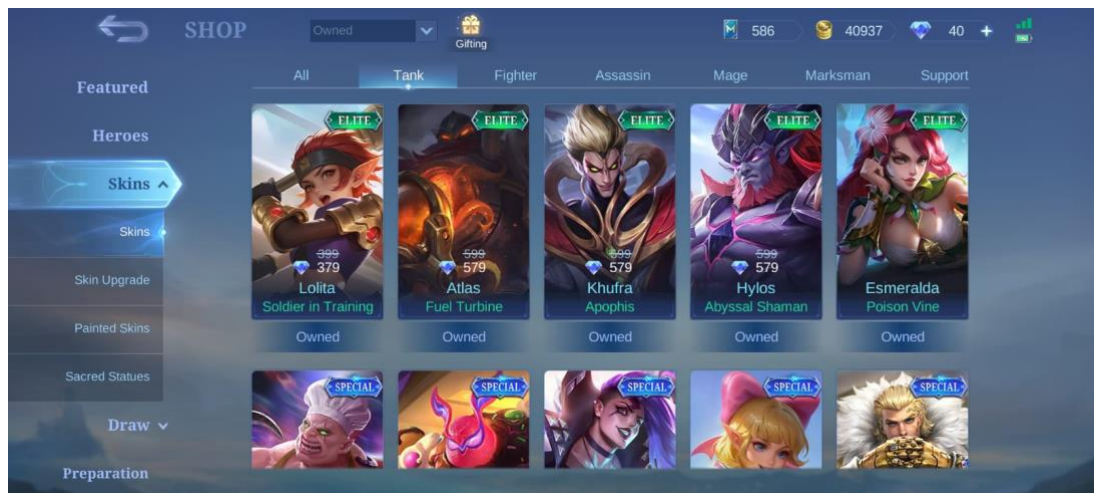 SHOP
Owned
Gifting
586
40937
40
Featured
Heroes
Skins
Skins
Skin Upgrade
Painted Skins
Sacred Statues
Draw
Preparation
All
Tank
Fighter
Assassin
Mage
Marksman
Support
ELITE
399
379
Lolita
Soldier in Training
Owned
ELITE
599
579
Atlas
Fuel Turbine
Owned
ELITE
599
579
Khufra
Apophis
Owned
ELITE
599
579
Hylos
Abyssal Shaman
Owned
ELITE
Esmeralda
Poison Vine
Owned
SPECIAL
SPECIAL
SPECIAL
SPECIAL
SPECIAL